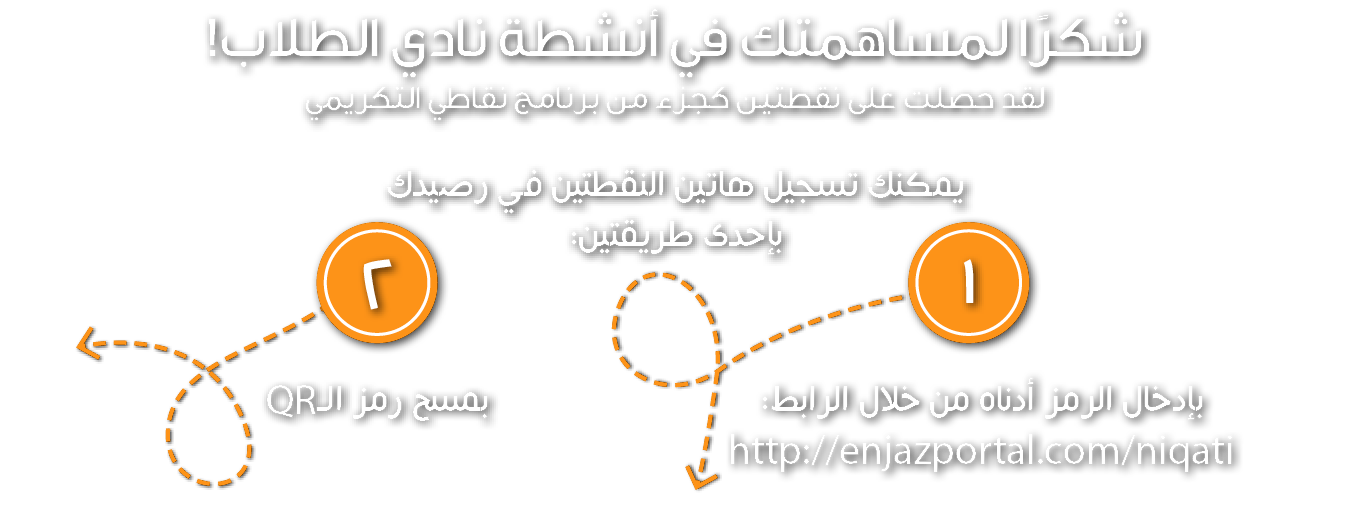 شكرًا لمساهمتك في أنشطة نادي الطلاب!
لقد حصلت على نقطتين كجزء من برنامج نقاطي التكريمي
يمكنك تسجيل هاتين النقطتين في رصيدك
بإحدى طريقتين:
١
بإدخال الرمز أدناه من خلال الرابط:
http://enjazportal.com/niqati
٢
بمسح رمز الـQR